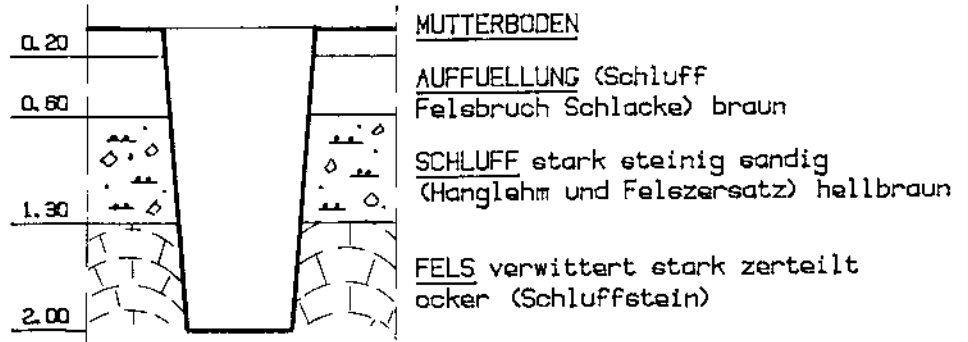 MUTTERBODEN
0.20
AUFFUELLUNG (Schluff
0.60
Felsbruch Schlacke) braun
SCHLUFF stark steinig sandig
(Hanglehm und Felszersatz) hellbraun
1.30
FELS verwittert stark zerteilt
ocker (Schluffstein)
2.00